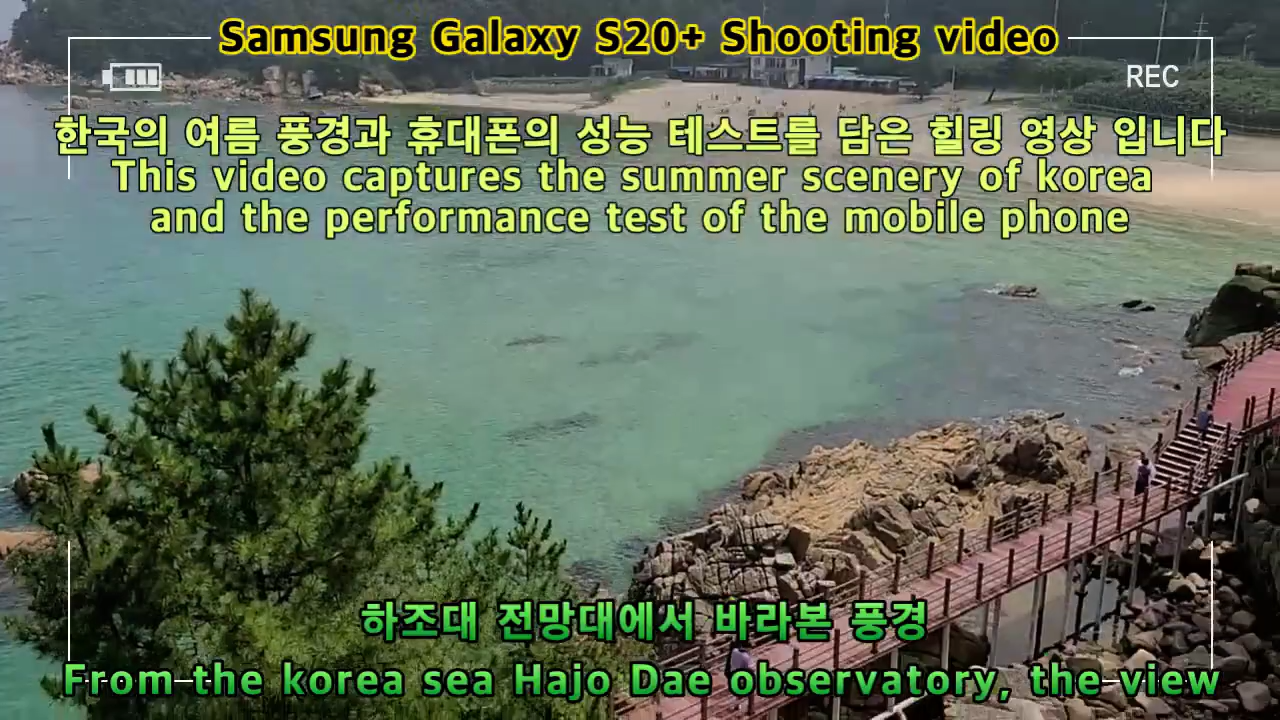 Samsung Galaxy S20+ Shooting video
REC
한국의 여름 풍경과 휴대폰의 성능 테스트를 담은 힐링 영상 입니다
This video captures the summer scenery of korea
and the performance test of the mobile phone
하조대 전망대에서 바라본 풍경
From the korea sea Hajo Dae observatory, the view